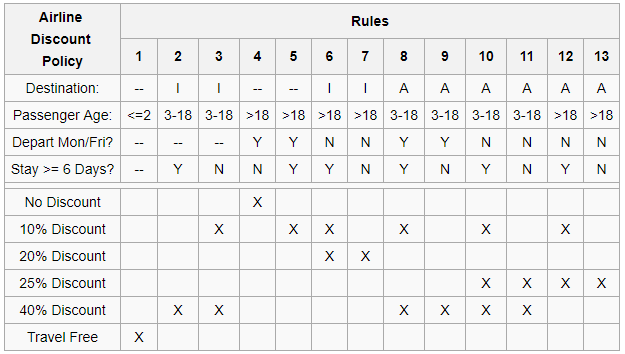 Airline
Discount
Policy
Rules
1 2 3 4 5 6 7 8 9 10 11 12 13
Destination: -- I I -- -- I I A A A A A A
Passenger Age: <=2 3-18 3-18 >18 >18 >18 >18 3-18 3-18 3-18 3-18 >18 >18
Depart Mon/Fri? -- -- -- Y Y N N Y Y N N N N
Stay >= 6 Days? -- Y N N Y Y N Y N Y N Y N
No Discount X
10% Discount X X X X X X
20% Discount X X
25% Discount X X X X
40% Discount X X X X X X
Travel Free X